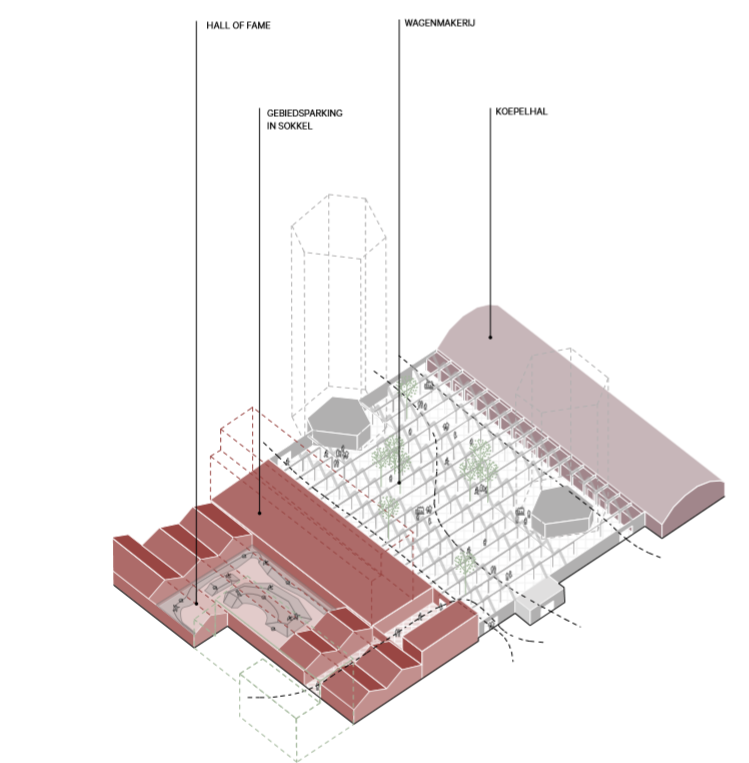 HALL OF FAME
WAGENMAKERIJ
GEBIEDSPARKING
IN SOKKEL
KOEPELHAL